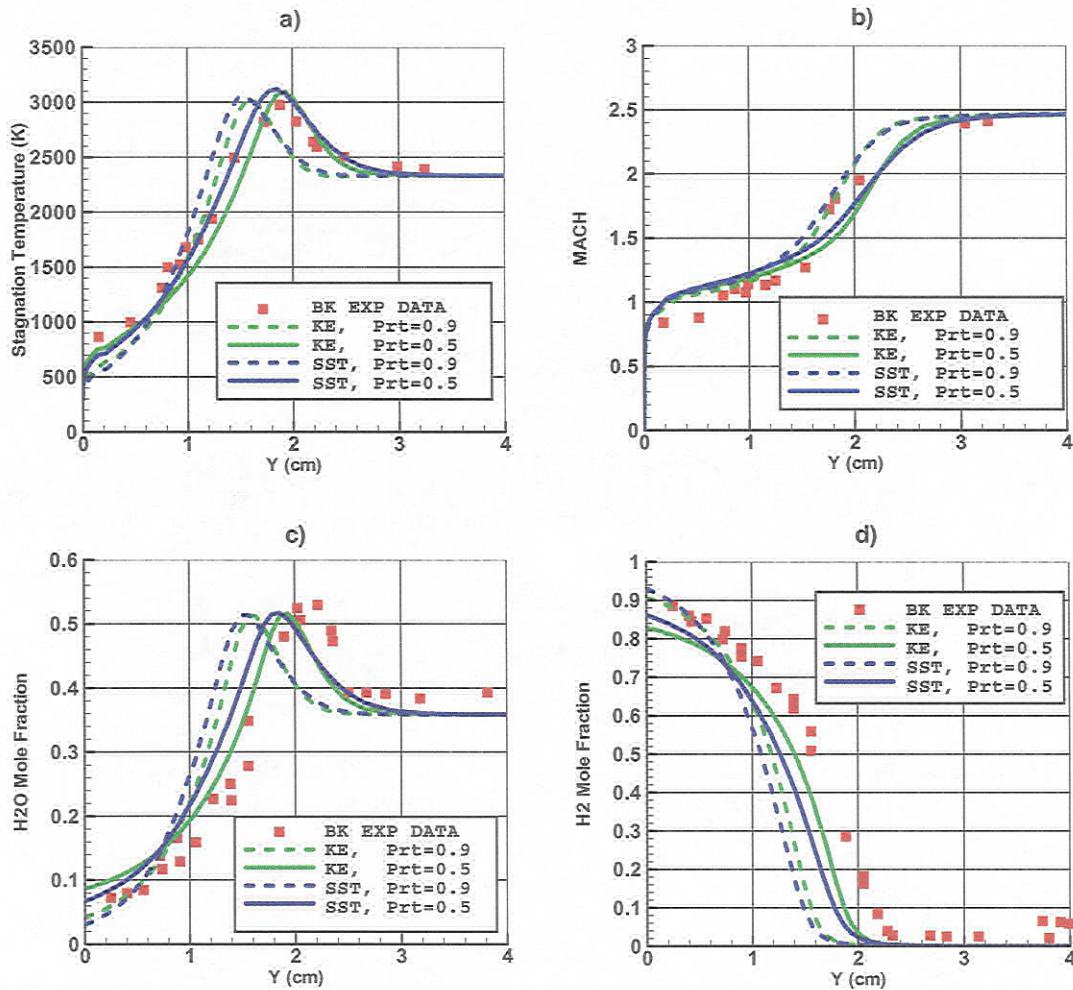 a)
3500
3000
2500
2000
1500
1000
500
0
Stagnation Temperature (K)
BK EXP DATA
KE, Prt=0.9
KE, Prt=0.5
SST, Prt=0.9
SST, Prt=0.5
0 1 2 3 4
Y (cm)
b)
3
2.5
2
1.5
1
0.5
0
MACH
BK EXP DATA
KE, Prt=0.9
KE, Prt=0.5
SST, Prt=0.9
SST, Prt=0.5
0 1 2 3 4
Y (cm)
c)
0.6
0.5
0.4
0.3
0.2
0.1
0
H2O Mole Fraction
BK EXP DATA
KE, Prt=0.9
KE, Prt=0.5
SST, Prt=0.9
SST, Prt=0.5
0 1 2 3 4
Y (cm)
d)
1
0.9
0.8
0.7
0.6
0.5
0.4
0.3
0.2
0.1
0
H2 Mole Fraction
BK EXP DATA
KE, Prt=0.9
KE, Prt=0.5
SST, Prt=0.9
SST, Prt=0.5
0 1 2 3 4
Y (cm)